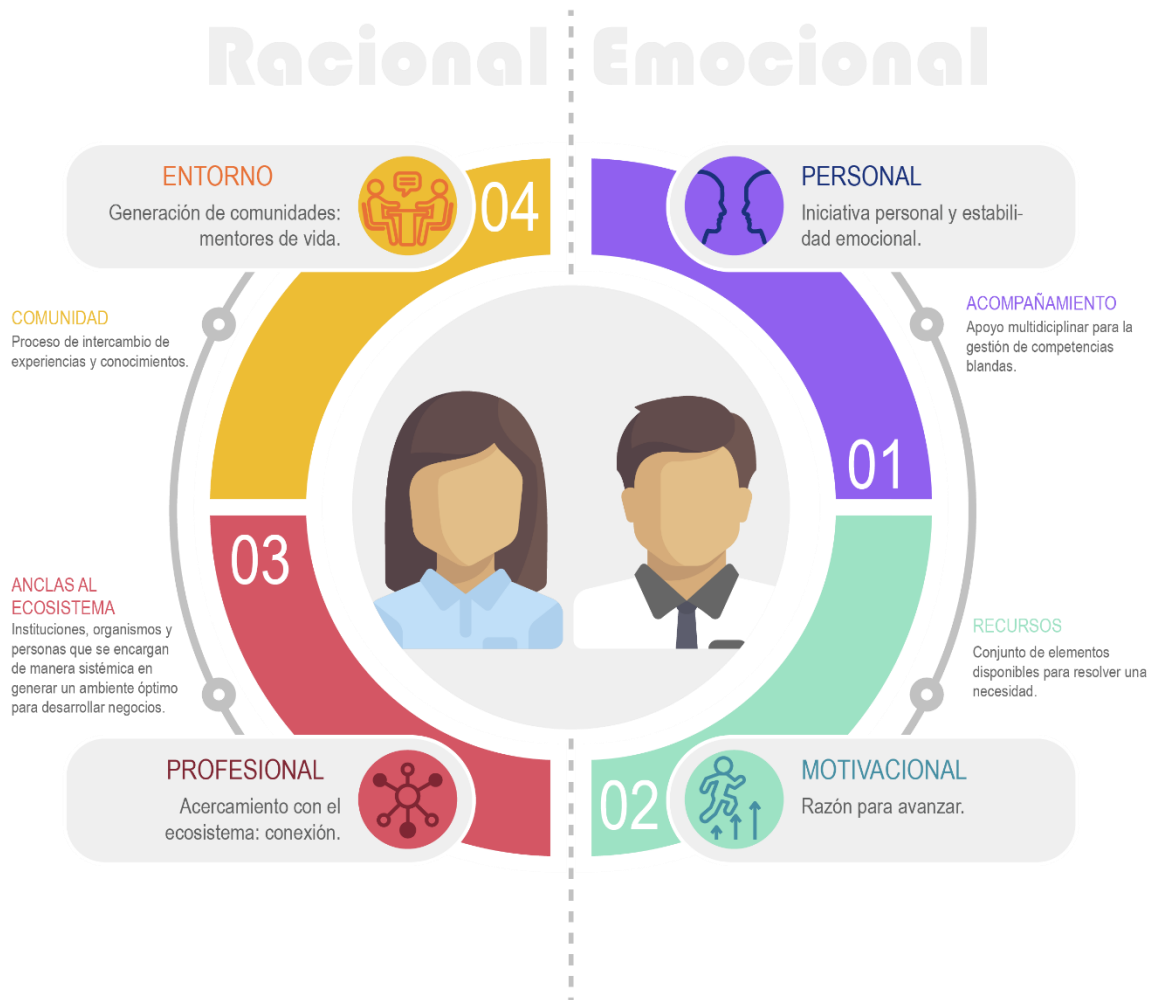 Racional
Emocional
ENTORNO
Generación de comunidades:
mentores de vida.
04
PERSONAL
Iniciativa personal y estabili-
dad emocional.
COMUNIDAD
Proceso de intercambio de
experiencias y conocimientos.
ACOMPAÑAMIENTO
Apoyo multidiciplinar para la
gestión de competencias
blandas.
01
03
ANCLAS AL
ECOSISTEMA
Instituciones, organismos y
personas que se encargan
de manera sistémica en
generar un ambiente óptimo
para desarrollar negocios.
RECURSOS
Conjunto de elementos
disponibles para resolver una
necesidad.
PROFESIONAL
Acercamiento con el
ecosistema: conexión.
02
MOTIVACIONAL
Razón para avanzar.